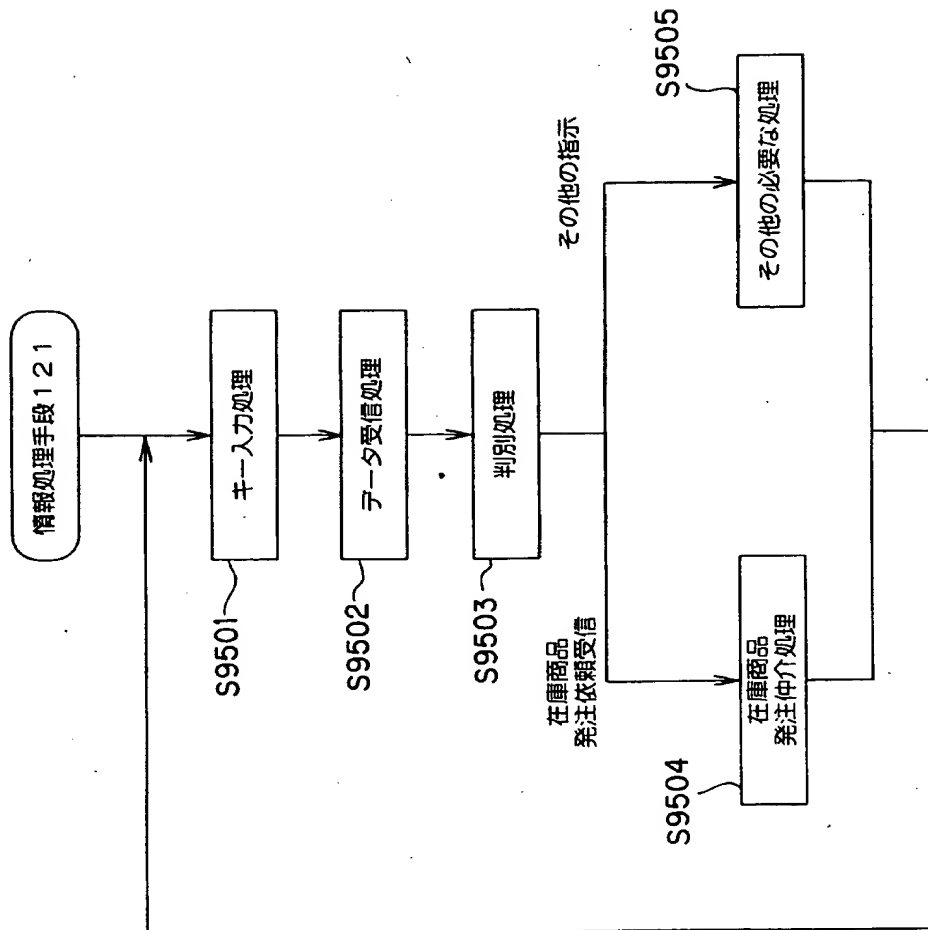 情報処理手段121
キー入力処理
S9501
データ受信処理
S9502
判別処理
S9503
在庫商品
発注依頼受信
その他の指示
在庫商品
発注仲介処理
S9504
その他の必要な処理
S9505